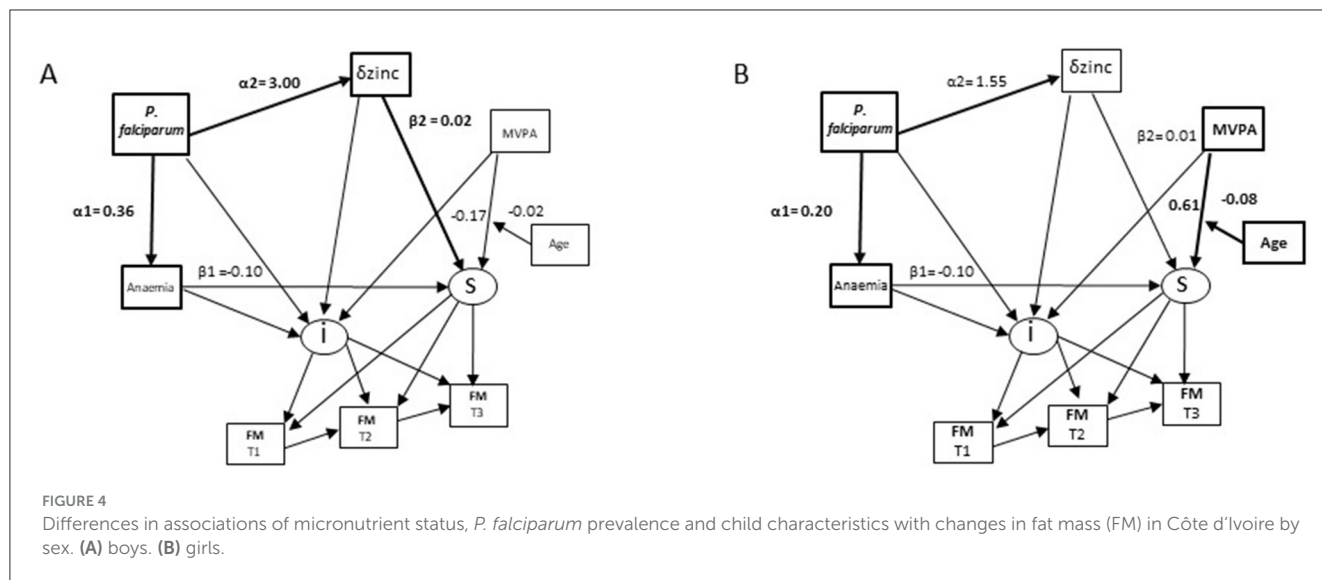 A
α2= 3.00
δzinc
P.
falciparum
β2 = 0.02
MVPA
α1= 0.36
-0.17
-0.02
Age
Anaemia
β1 =-0.10
S
i
FM
T1
FM
T2
FM
T3
B
α2= 1.55
δzinc
P.
falciparum
β2= 0.01
MVPA
α1= 0.20
0.61
-0.08
Age
Anaemia
β1= -0.10
S
i
FM
T1
FM
T2
FM
T3
FIGURE 4
Differences in associations of micronutrient status, P. falciparum prevalence and child characteristics with changes in fat mass (FM) in Côte d'Ivoire by
sex. (A) boys. (B) girls.